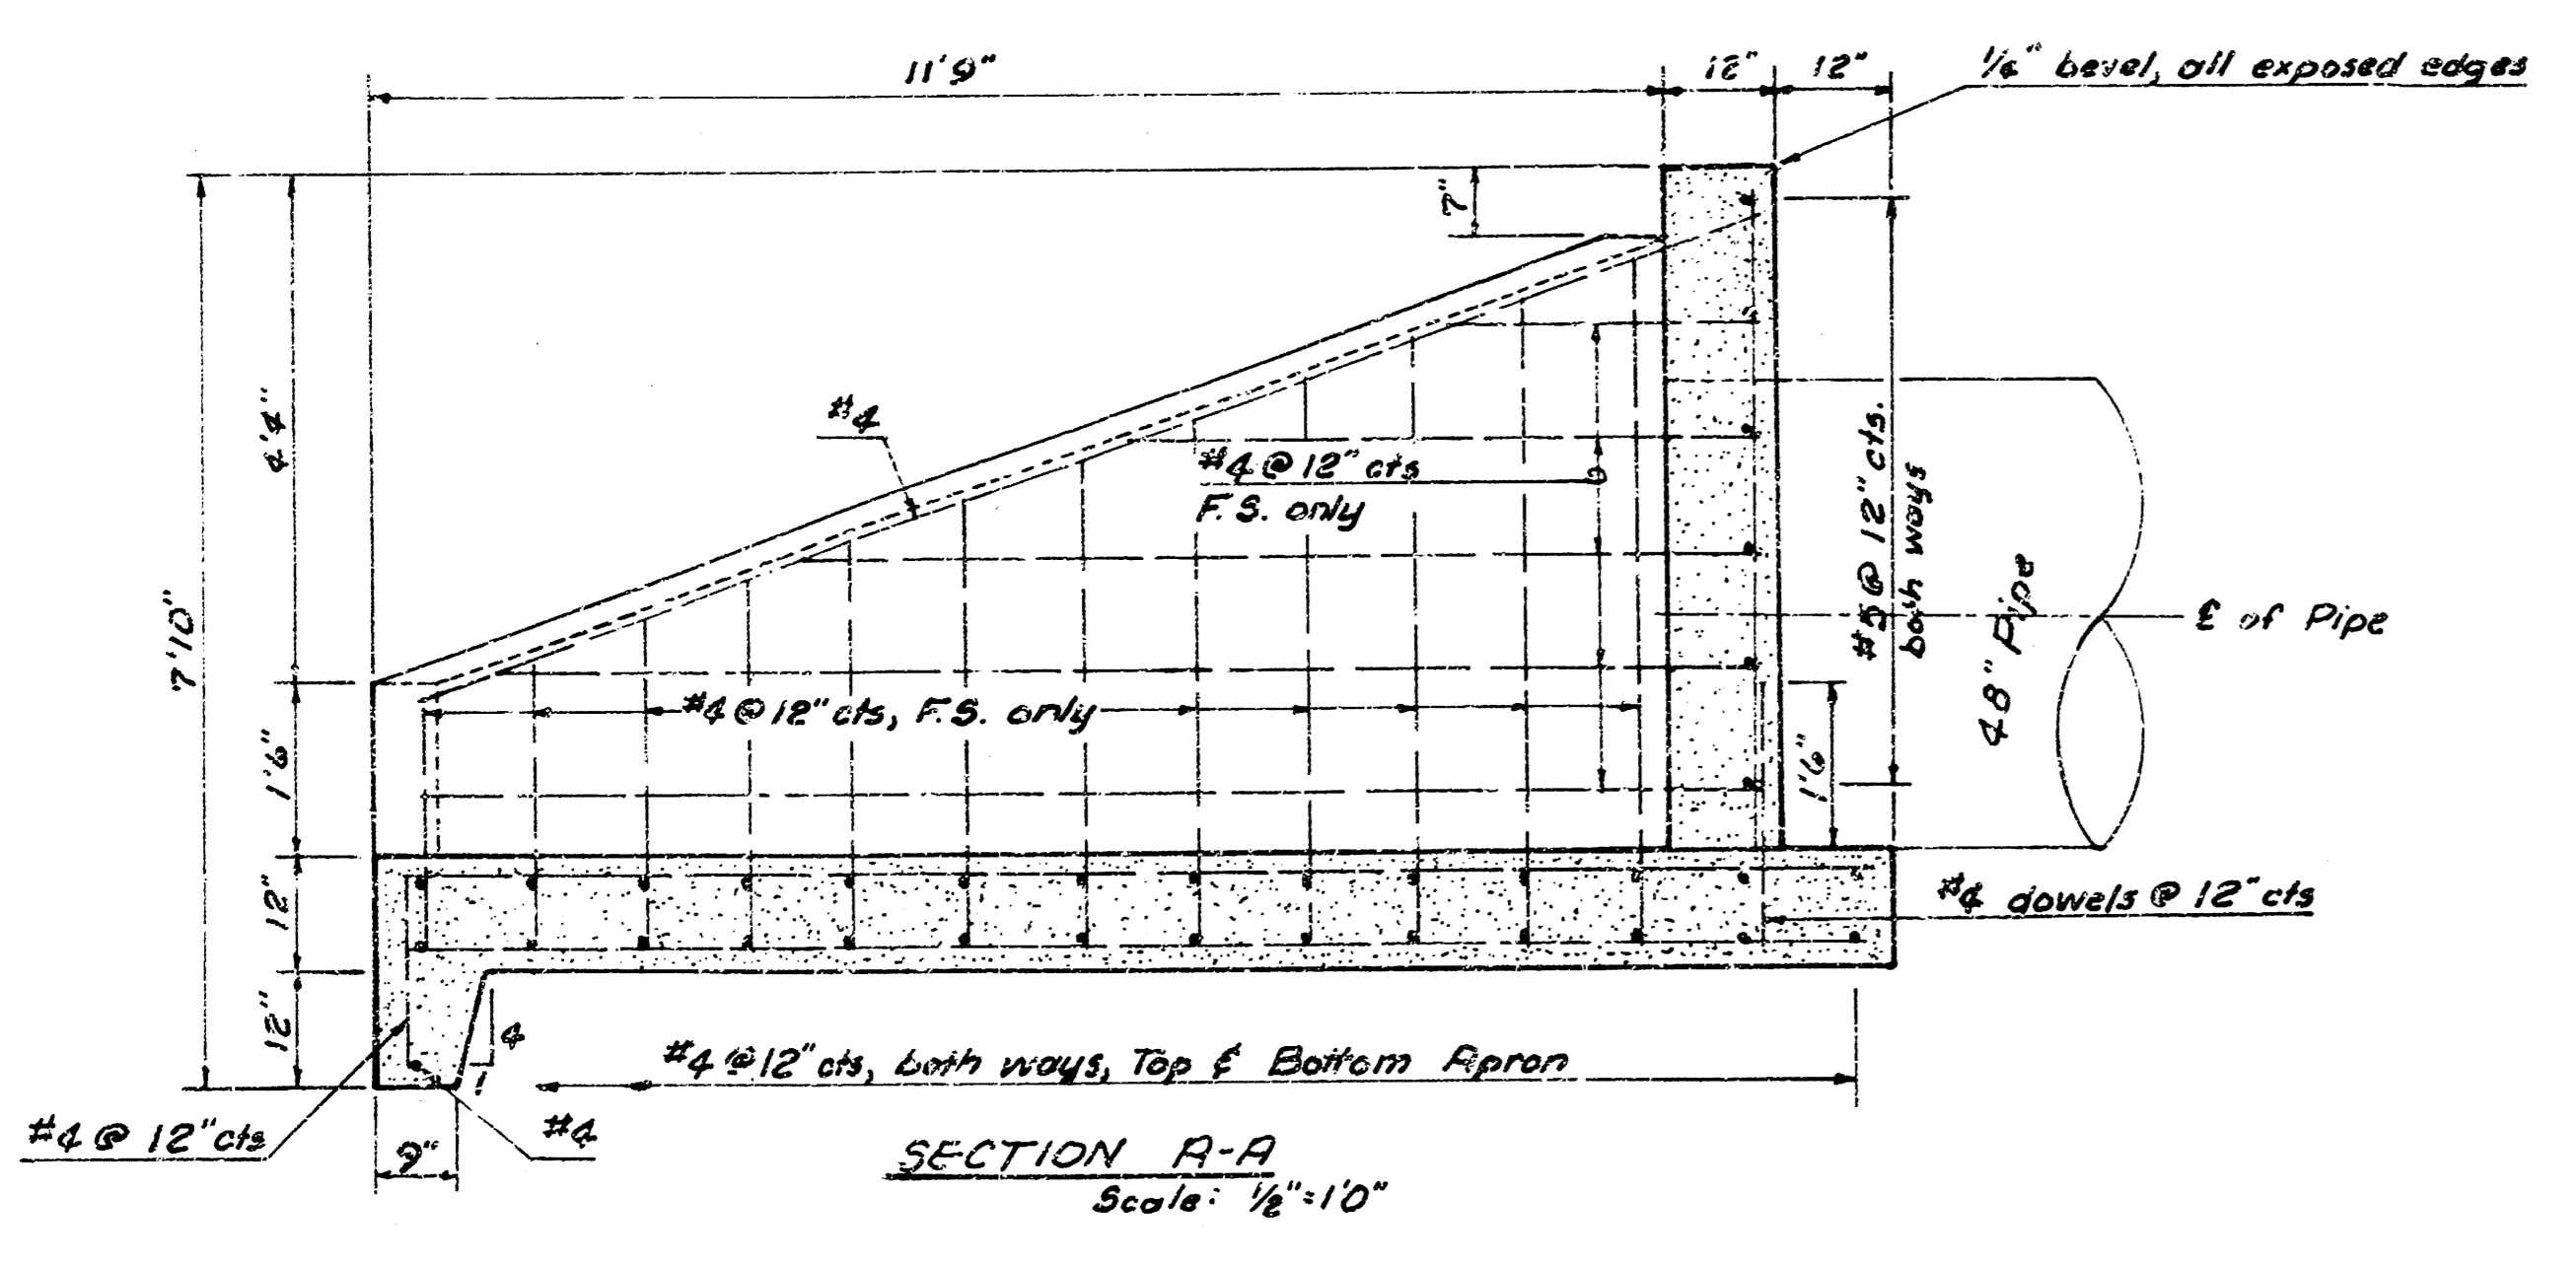 11'9"
12"
12"
1/4" bevel, all exposed edges
7"
4'4"
7'10"
#4
#4 @ 12" cts
F.S. only
#5 @ 12" cts.
both ways
48" Pipe
℄ of Pipe
#4 @ 12" cts, F.S. only
1'6"
1'6"
12"
#4 dowels @ 12" cts
12"
4
1
#4 @ 12" cts, both ways, Top & Bottom Apron
#4 @ 12" cts
#4
9"
SECTION A-A
Scale: 1/2"=1'0"